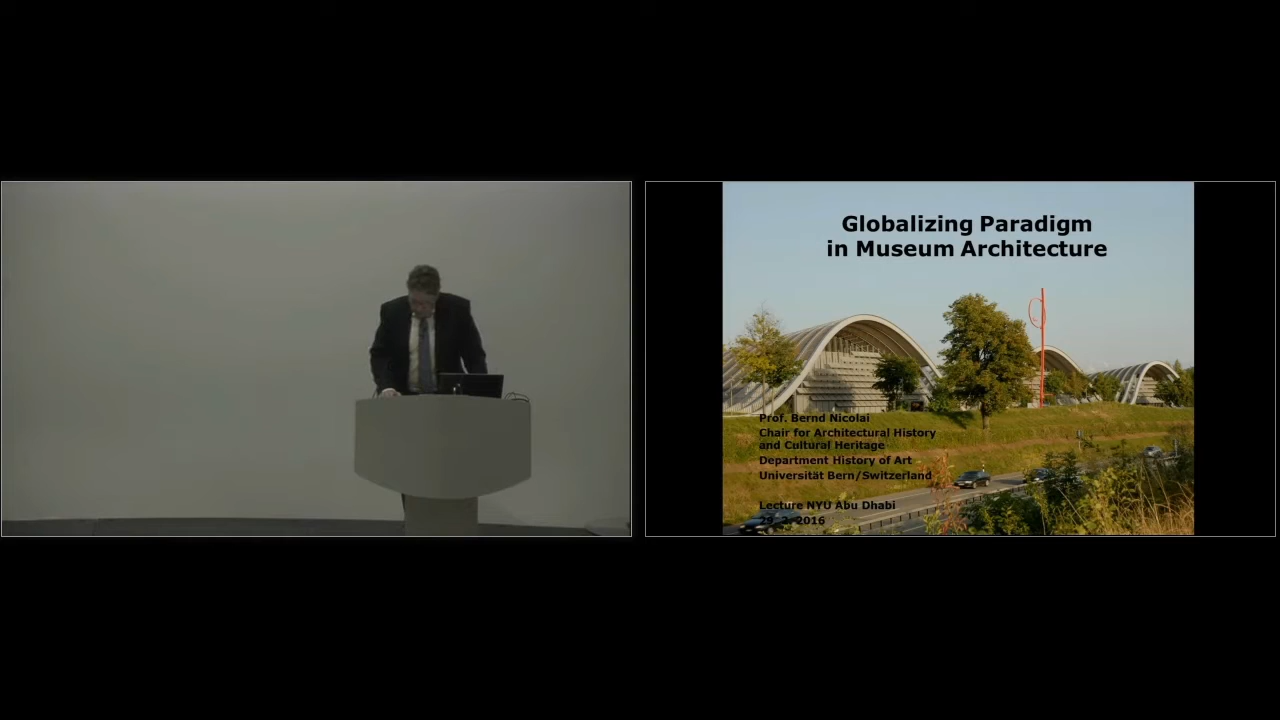 Globalizing Paradigm
in Museum Architecture
Prof. Bernd Nicolai
Chair for Architectural History
and Cultural Heritage
Department History of Art
Universität Bern/Switzerland
Lecture NYU Abu Dhabi
2016